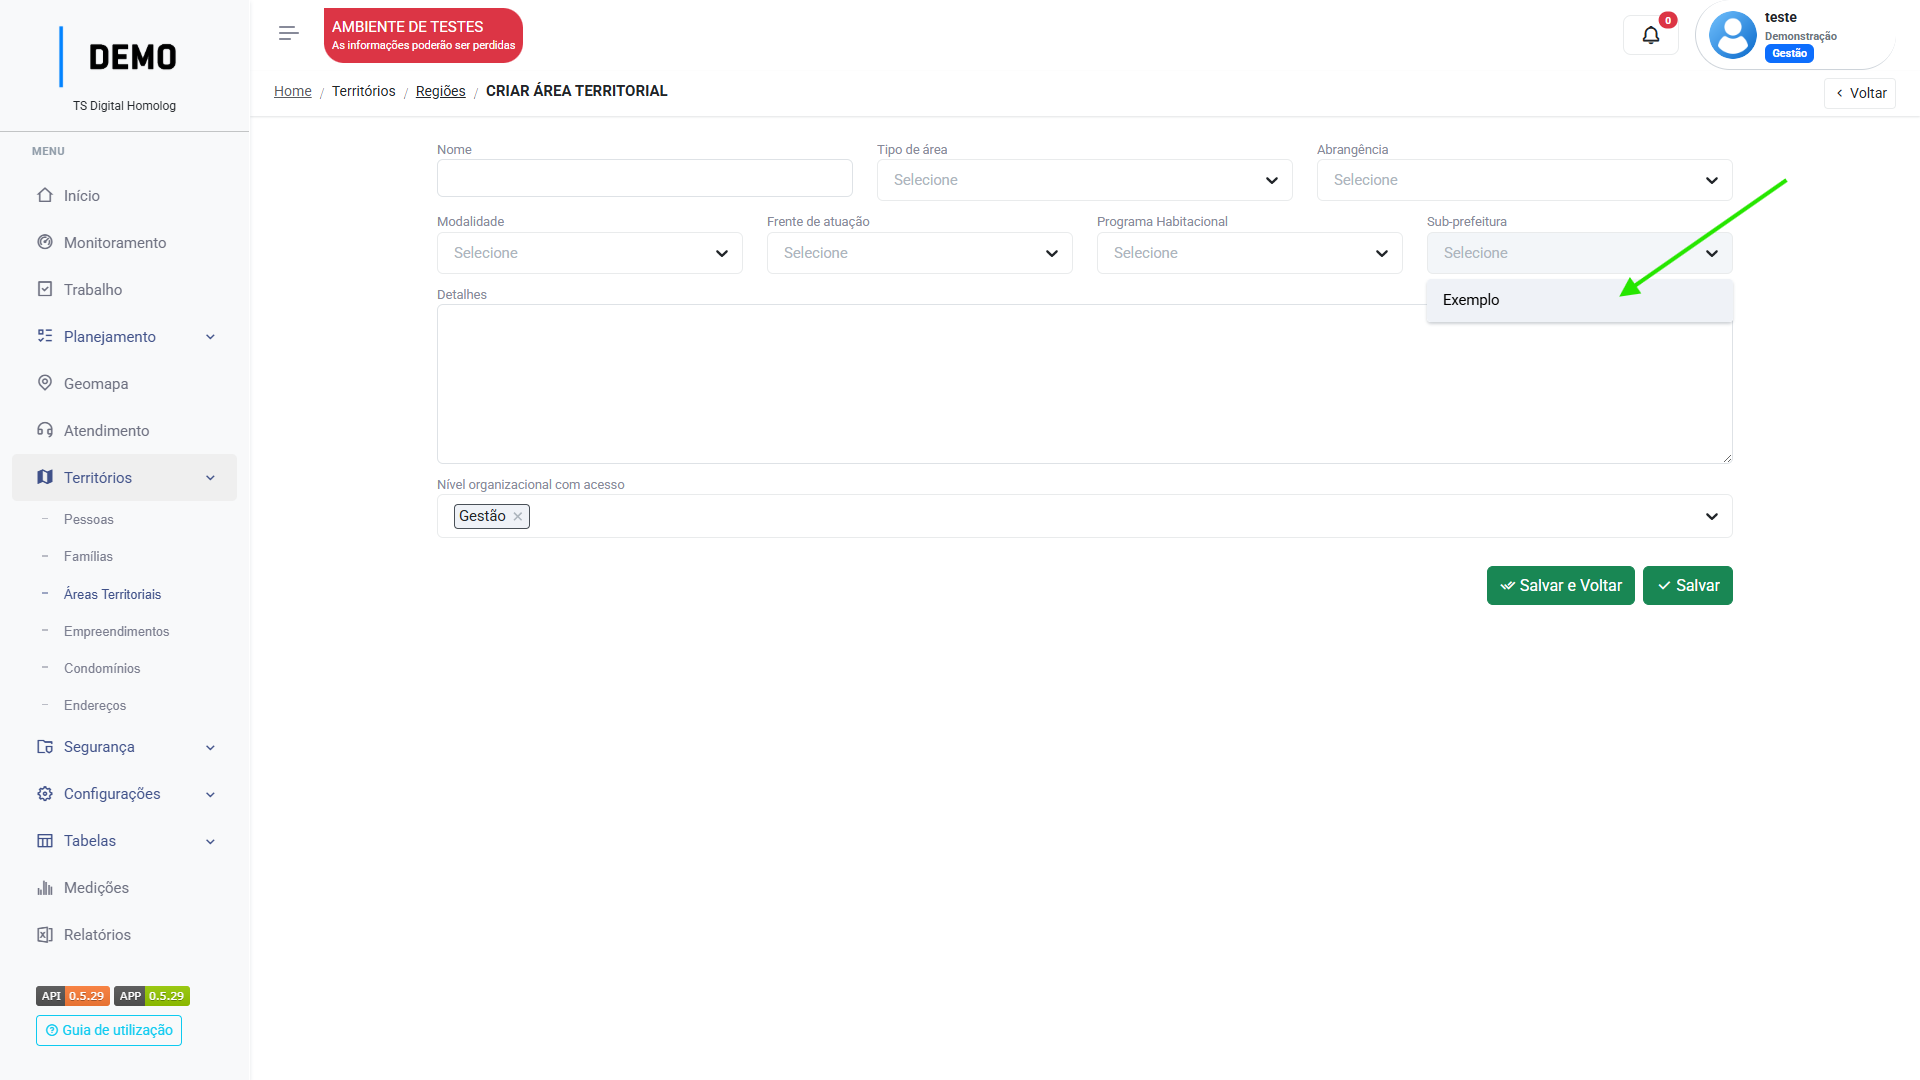 DEMO
TS Digital Homolog
MENU
Início
Monitoramento
Trabalho
Planejamento
Geomapa
Atendimento
Territórios
Pessoas
Famílias
Áreas Territoriais
Empreendimentos
Condomínios
Endereços
Segurança
Configurações
Tabelas
Medições
Relatórios
API 0.5.29 APP 0.5.29
Guia de utilização
AMBIENTE DE TESTES
As informações poderão ser perdidas
0
teste
Demonstração
Gestão
Home / Territórios / Regiões / CRIAR ÁREA TERRITORIAL
Voltar
Nome Tipo de área Abrangência
Selecione Selecione
Modalidade Frente de atuação Programa Habitacional Sub-prefeitura
Selecione Selecione Selecione Selecione
Exemplo
Detalhes
Nível organizacional com acesso
Gestão ×
Salvar e Voltar Salvar